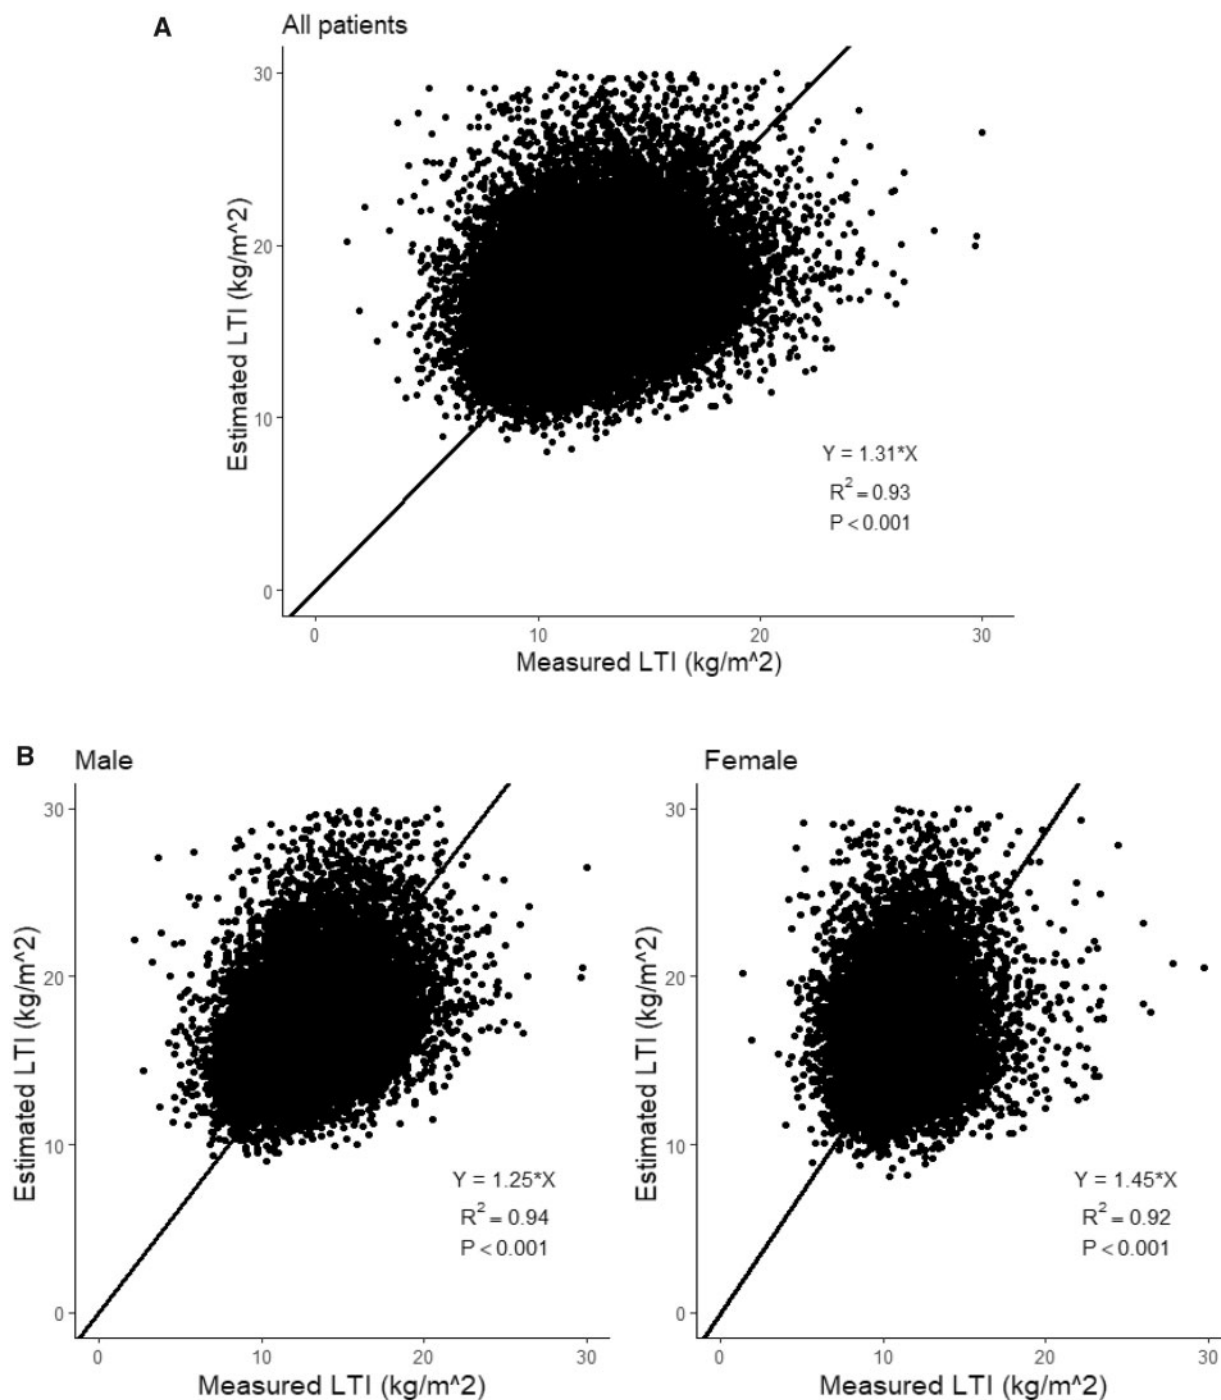 A
All patients
Estimated LTI (kg/m^2)
30
20
10
0
Y = 1.31*X
R² = 0.93
P < 0.001
0 10 20 30
Measured LTI (kg/m^2)
B
Male
Estimated LTI (kg/m^2)
30
20
10
0
Y = 1.25*X
R² = 0.94
P < 0.001
0 10 20 30
Measured LTI (kg/m^2)
Female
Estimated LTI (kg/m^2)
30
20
10
0
Y = 1.45*X
R² = 0.92
P < 0.001
0 10 20 30
Measured LTI (kg/m^2)